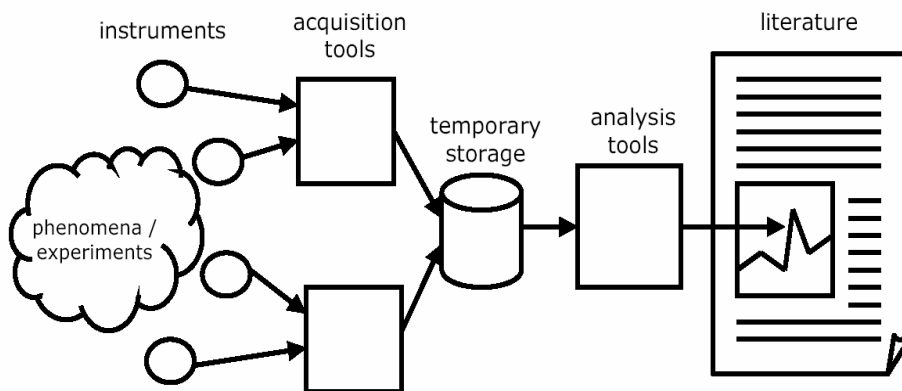 instruments
acquisition
tools
literature
temporary
storage
analysis
tools
phenomena /
experiments